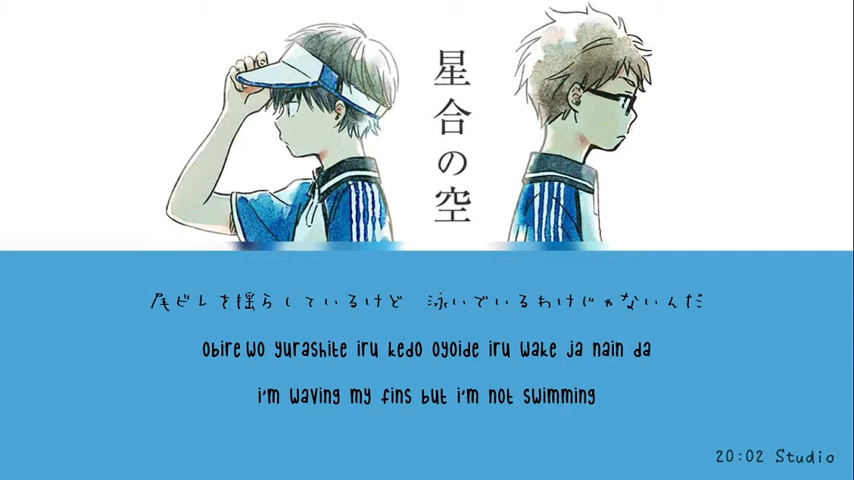 星合の空
尾ビレを揺らしているけど　泳いでいるわけじゃないんだ
obire wo yurashite iru kedo oyoide iru wake ja nain da
i'm waving my fins but i'm not swimming
20:02 Studio